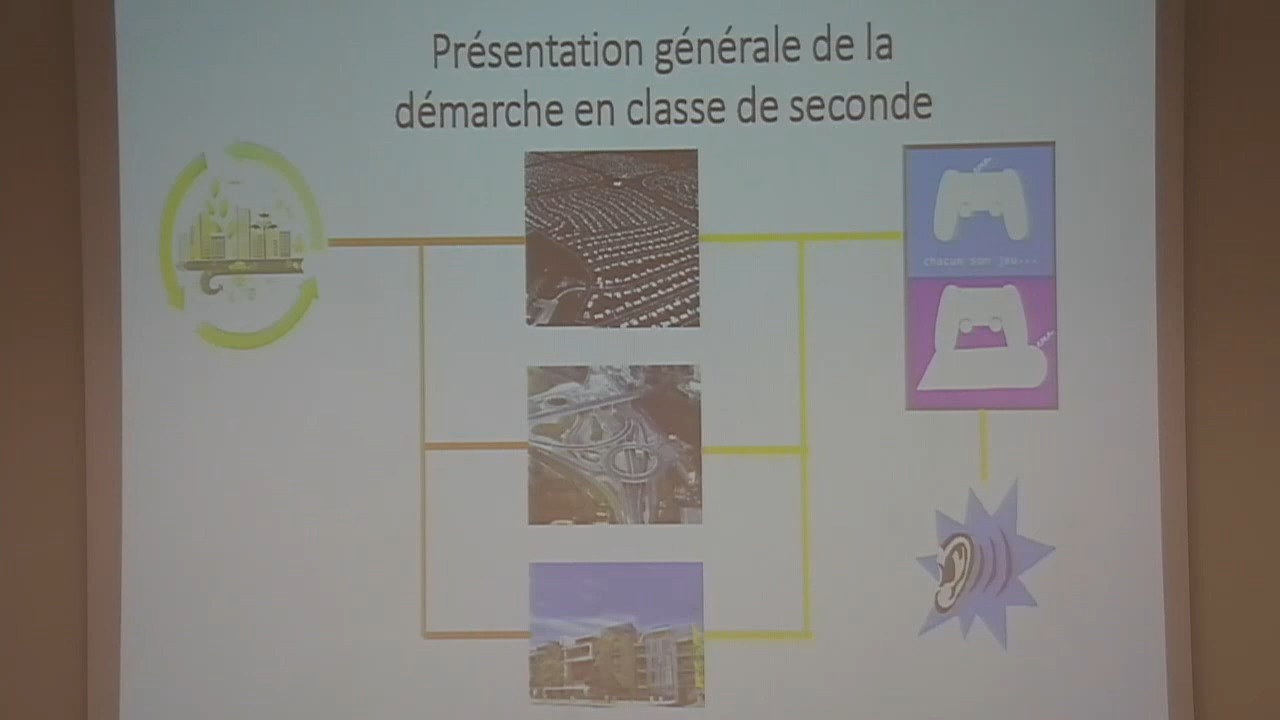 Présentation générale de la
démarche en classe de seconde
chacun son jeu...